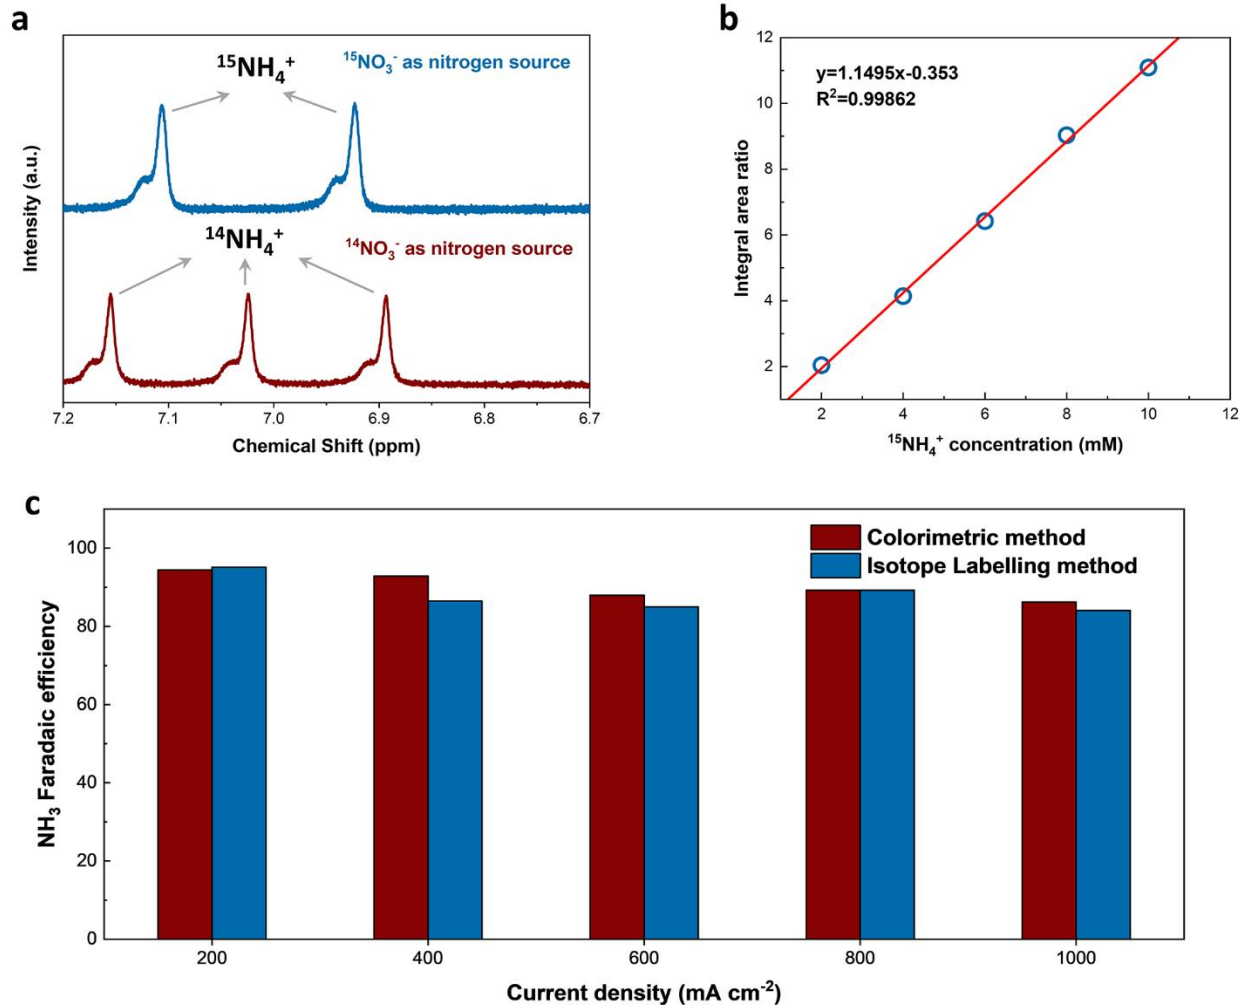 a
¹⁵NH₄⁺
¹⁵NO₃⁻ as nitrogen source
¹⁴NH₄⁺
¹⁴NO₃⁻ as nitrogen source
Intensity (a.u.)
7.2 7.1 7.0 6.9 6.8 6.7
Chemical Shift (ppm)
b
y=1.1495x-0.353
R²=0.99862
Integral area ratio
12
10
8
6
4
2
2 4 6 8 10 12
¹⁵NH₄⁺ concentration (mM)
c
Colorimetric method
Isotope Labelling method
NH₃ Faradaic efficiency
100
80
60
40
20
0
200 400 600 800 1000
Current density (mA cm⁻²)